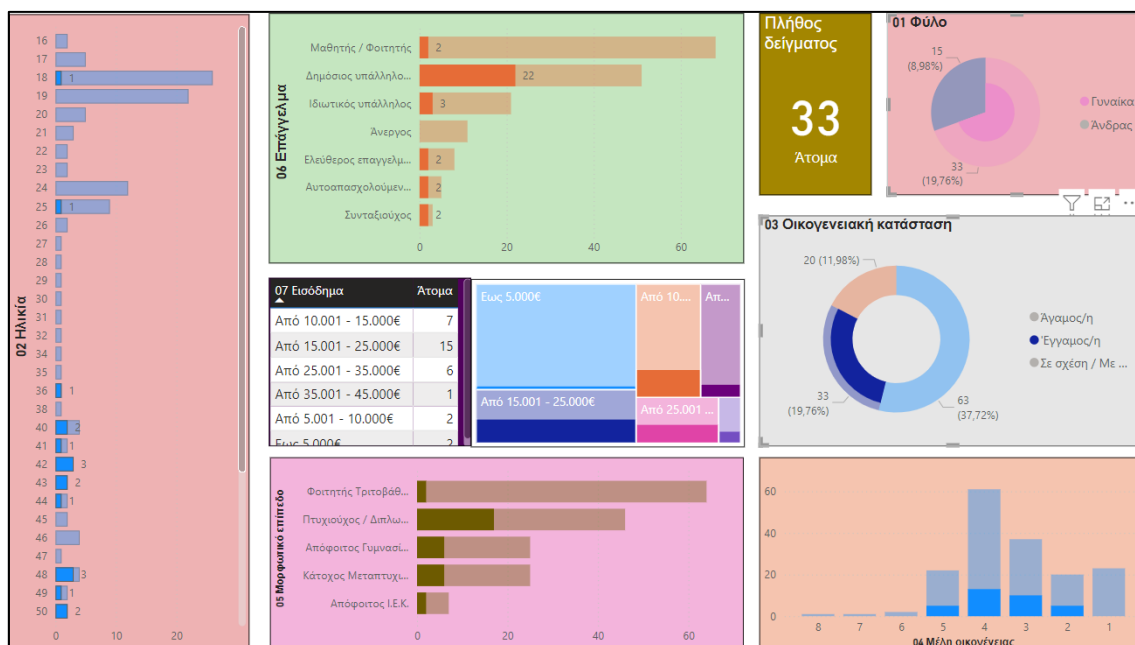 02 Ηλικία
16
17
18 1
19
20
21
22
23
24
25 1
26
27
28
29
30
31
32
34
35
36 1
38
40 2
41 1
42 3
43 2
44 1
45
46
47
48 3
49 1
50 2
0 10 20
06 Επάγγελμα
Μαθητής / Φοιτητής 2
Δημόσιος υπάλληλο... 22
Ιδιωτικός υπάλληλος 3
Άνεργος
Ελεύθερος επαγγελμ... 2
Αυτοαπασχολούμεν... 2
Συνταξιούχος 2
0 20 40 60
Πλήθος
δείγματος
33
Άτομα
01 Φύλο
15
(8,98%)
33
(19,76%)
Γυναίκα
Άνδρας
07 Εισόδημα Άτομα
Από 10.001 - 15.000€ 7
Από 15.001 - 25.000€ 15
Από 25.001 - 35.000€ 6
Από 35.001 - 45.000€ 1
Από 5.001 - 10.000€ 2
Εως 5.000€ 2
Εως 5.000€
Από 10....
Απ...
Από 15.001 - 25.000€
Από 25.001 ...
03 Οικογενειακή κατάσταση
20 (11,98%)
33
(19,76%)
63
(37,72%)
Άγαμος/η
Έγγαμος/η
Σε σχέση / Με ...
05 Μορφωτικό επίπεδο
Φοιτητής Τριτοβάθ...
Πτυχιούχος / Διπλω...
Απόφοιτος Γυμνασί...
Κάτοχος Μεταπτυχι...
Απόφοιτος Ι.Ε.Κ.
0 20 40 60
60
40
20
0
8 7 6 5 4 3 2 1
04 Μέλη οικογένειας